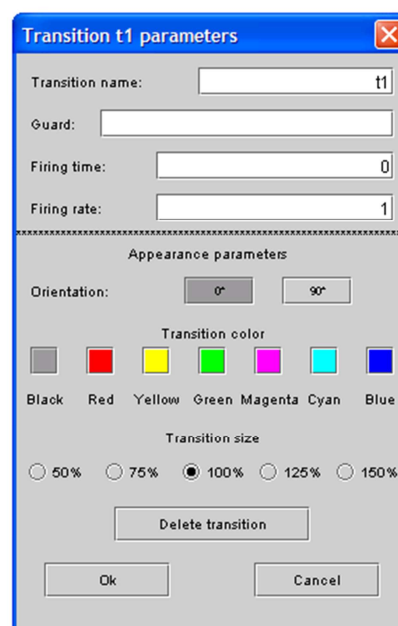 Transition t1 parameters
Transition name: t1
Guard:
Firing time: 0
Firing rate: 1
Appearance parameters
Orientation: 0° 90°
Transition color
Black Red Yellow Green Magenta Cyan Blue
Transition size
50% 75% 100% 125% 150%
Delete transition
Ok Cancel